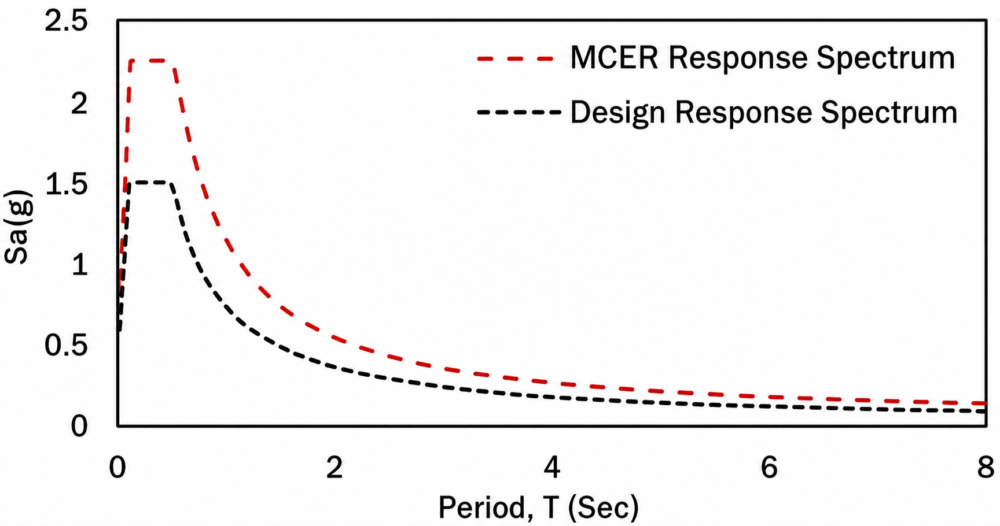 2.5
MCER Response Spectrum
2
Design Response Spectrum
1.5
Sa(g)
1
0.5
0
0 2 4 6 8
Period, T (Sec)